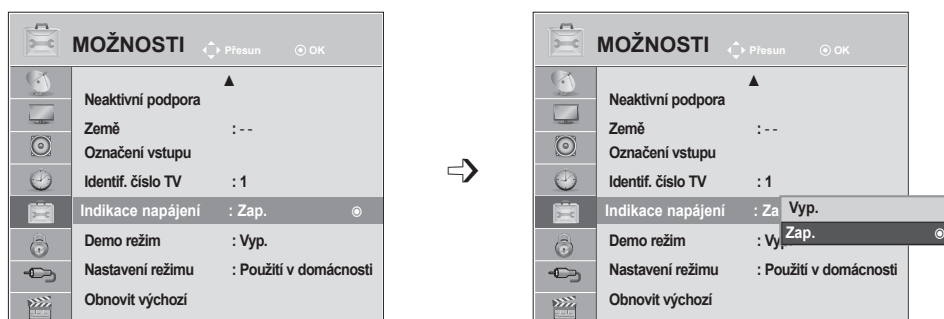 MOŽNOSTI Přesun OK
Neaktivní podpora
Země : - -
Označení vstupu
Identif. číslo TV : 1
Indikace napájení : Zap.
Demo režim : Vyp.
Nastavení režimu : Použití v domácnosti
Obnovit výchozí
MOŽNOSTI Přesun OK
Neaktivní podpora
Země : - -
Označení vstupu
Identif. číslo TV : 1
Indikace napájení : Za Vyp.
Zap.
Demo režim : Vyp.
Nastavení režimu : Použití v domácnosti
Obnovit výchozí